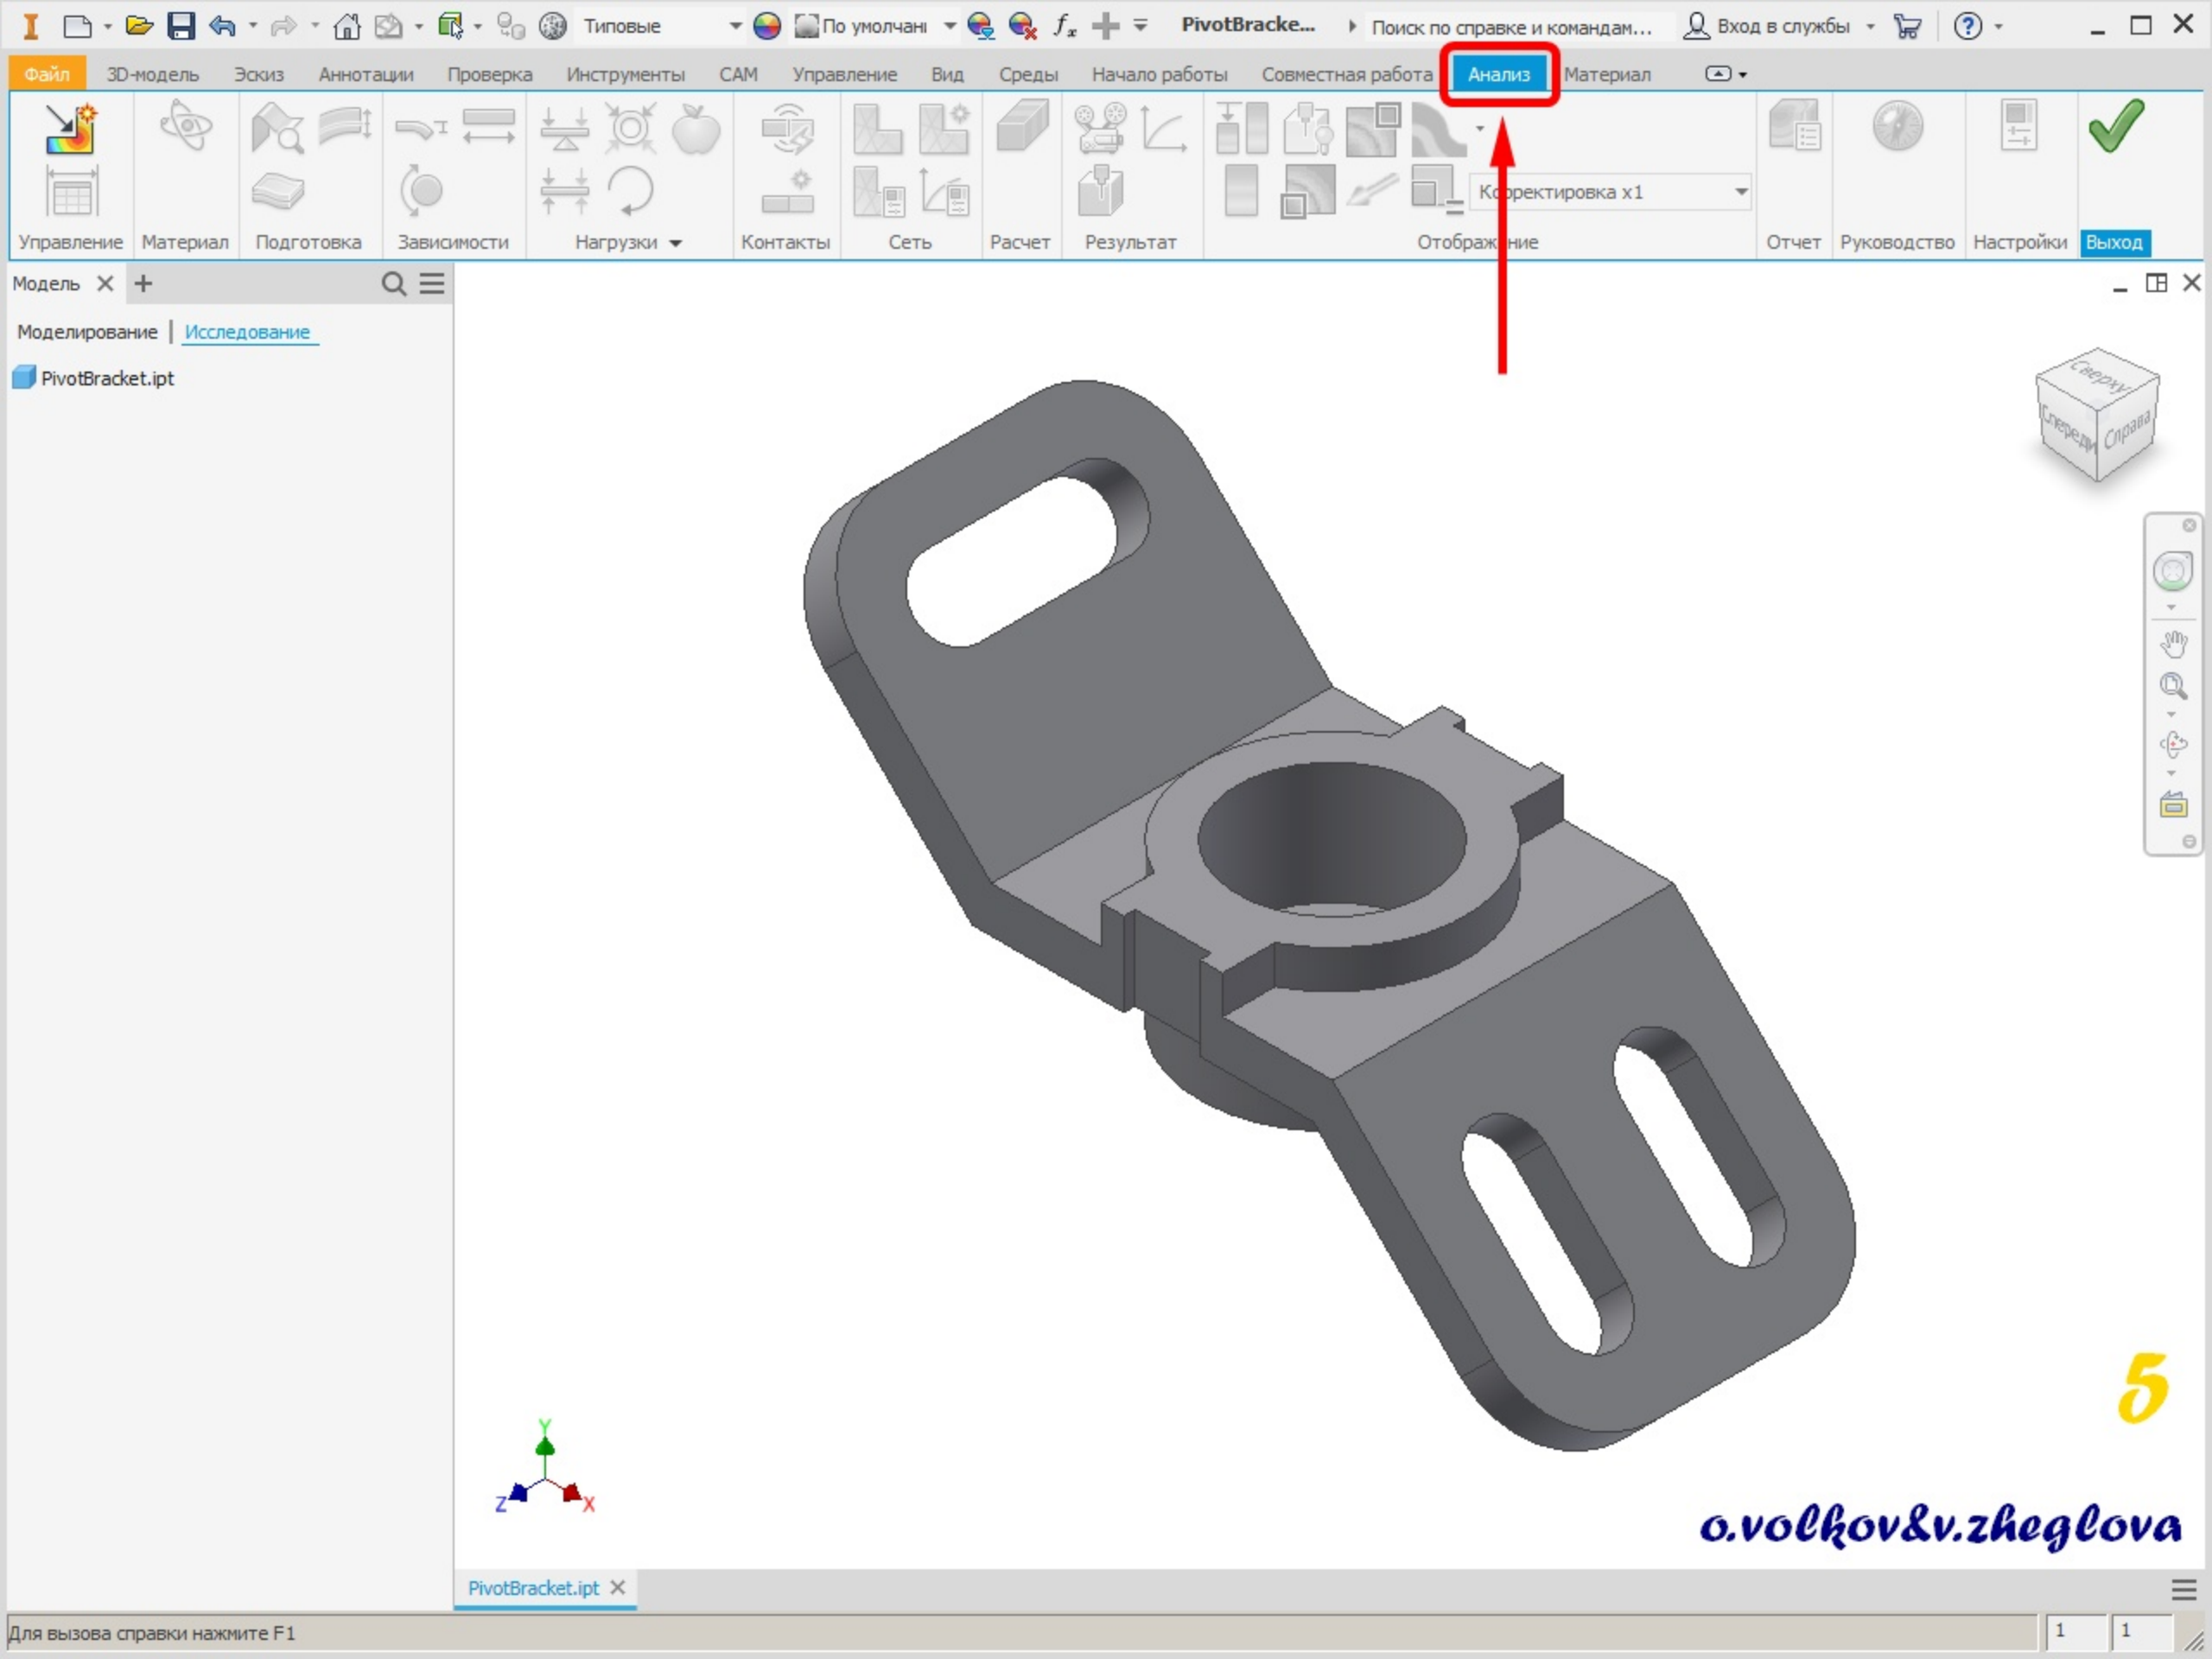 Типовые
По умолчані
fx
PivotBracke...
Поиск по справке и командам...
Вход в службы
Файл 3D-модель Эскиз Аннотации Проверка Инструменты CAM Управление Вид Среды Начало работы Совместная работа Анализ Материал
Корректировка x1
Управление Материал Подготовка Зависимости Нагрузки Контакты Сеть Расчет Результат Отображение Отчет Руководство Настройки Выход
Модель
Моделирование | Исследование
PivotBracket.ipt
Сверху
Спереди
Справа
Y
Z
X
5
o.volkov&v.zheglova
PivotBracket.ipt
Для вызова справки нажмите F1
1
1